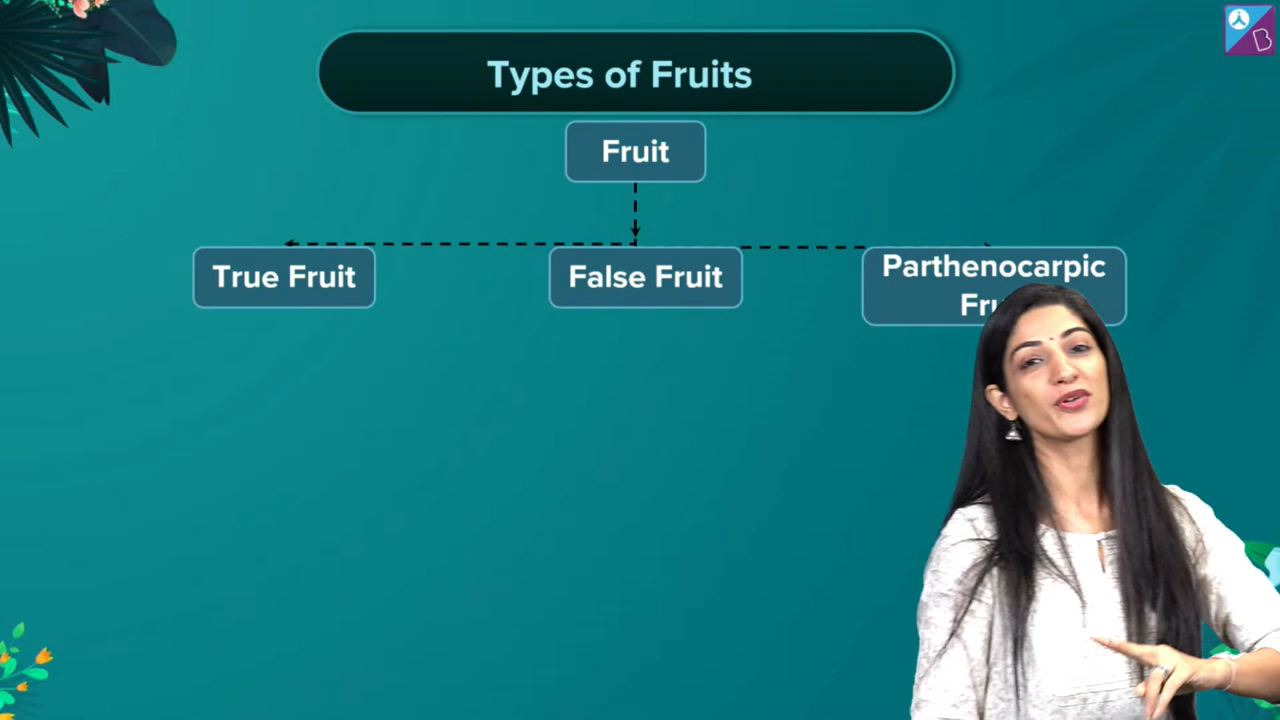 Types of Fruits
Fruit
True Fruit
False Fruit
Parthenocarpic